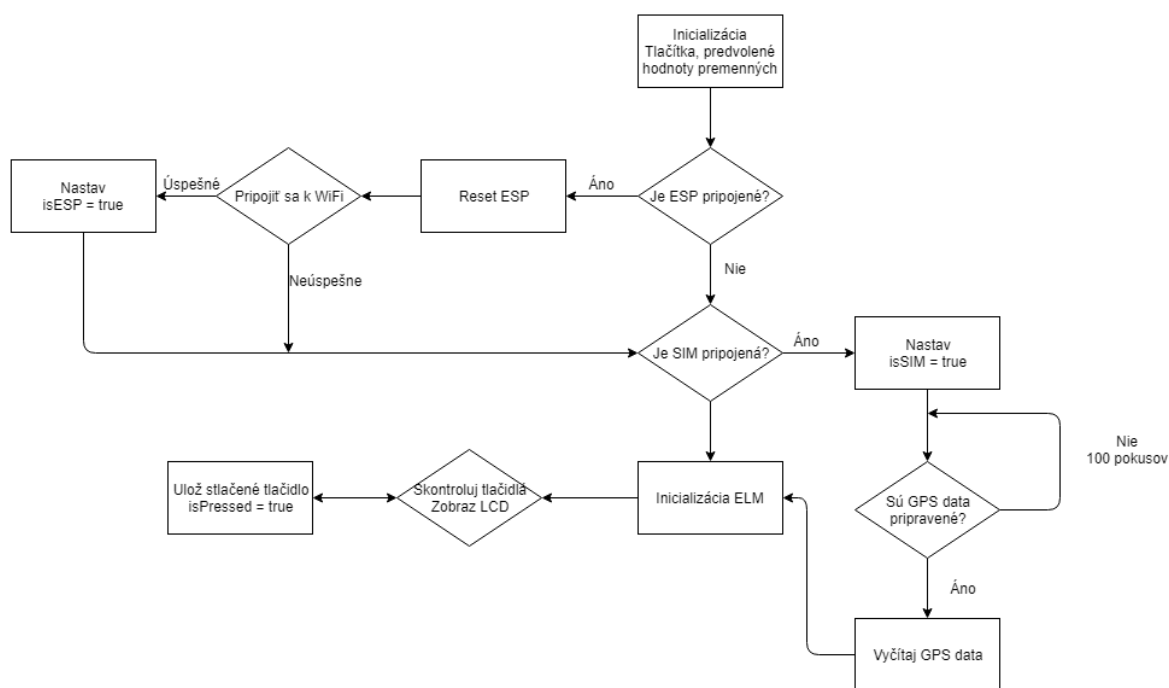 Inicializácia
Tlačítka, predvolené
hodnoty premenných
Je ESP pripojené?
Áno
Reset ESP
Pripojiť sa k WiFi
Úspešné
Nastav
isESP = true
Neúspešne
Nie
Je SIM pripojená?
Áno
Nastav
isSIM = true
Nie
100 pokusov
Sú GPS data
pripravené?
Áno
Vyčítaj GPS data
Inicializácia ELM
Skontroluj tlačidlá
Zobraz LCD
Ulož stlačené tlačidlo
isPressed = true